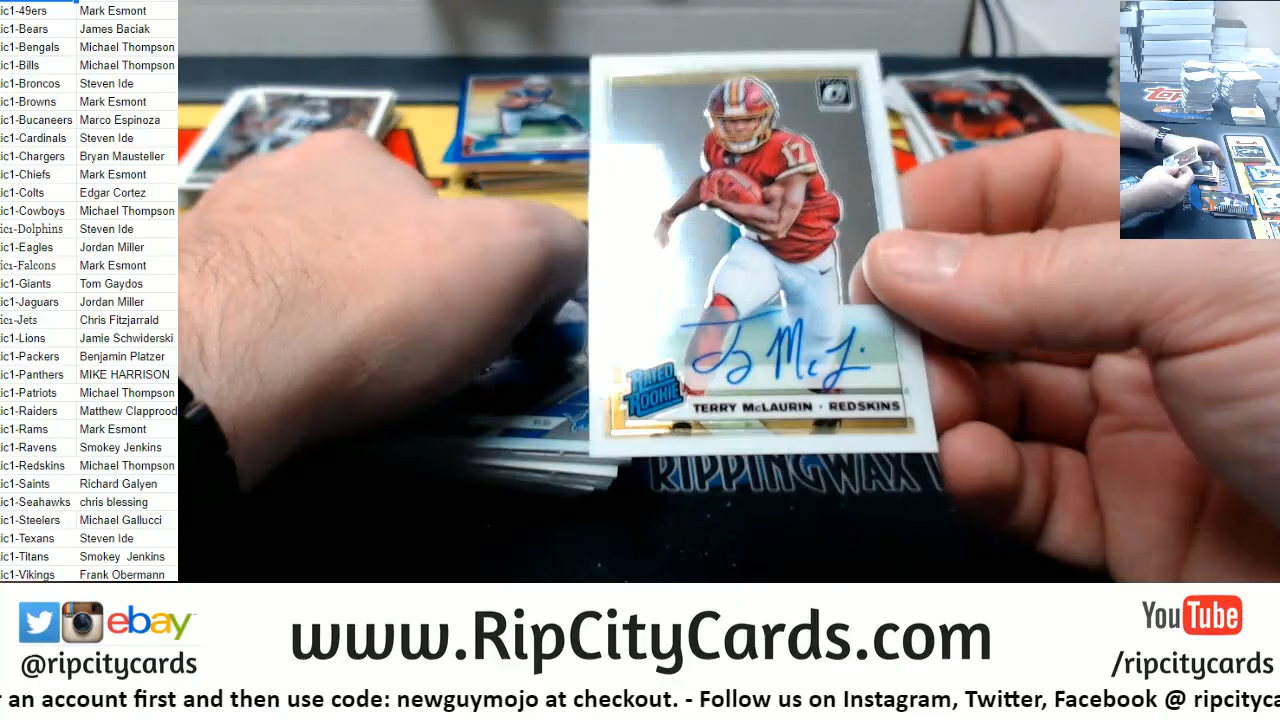 ic1-49ers Mark Esmont
ic1-Bears James Baciak
ic1-Bengals Michael Thompson
ic1-Bills Michael Thompson
ic1-Broncos Steven Ide
ic1-Browns Mark Esmont
ic1-Bucaneers Marco Espinoza
ic1-Cardinals Steven Ide
ic1-Chargers Bryan Mausteller
ic1-Chiefs Mark Esmont
ic1-Colts Edgar Cortez
ic1-Cowboys Michael Thompson
ic1-Dolphins Steven Ide
ic1-Eagles Jordan Miller
ic1-Falcons Mark Esmont
ic1-Giants Tom Gaydos
ic1-Jaguars Jordan Miller
ic1-Jets Chris Fitzjarrald
ic1-Lions Jamie Schwiderski
ic1-Packers Benjamin Platzer
ic1-Panthers MIKE HARRISON
ic1-Patriots Michael Thompson
ic1-Raiders Matthew Clapprood
ic1-Rams Mark Esmont
ic1-Ravens Smokey Jenkins
ic1-Redskins Michael Thompson
ic1-Saints Richard Galyen
ic1-Seahawks chris blessing
ic1-Steelers Michael Gallucci
ic1-Texans Steven Ide
ic1-Titans Smokey Jenkins
ic1-Vikings Frank Obermann
17
RATED
ROOKIE
TERRY McLAURIN · REDSKINS
RIPPINGWAX
ebay
@ripcitycards
www.RipCityCards.com
YouTube
/ripcitycards
r an account first and then use code: newguymojo at checkout. - Follow us on Instagram, Twitter, Facebook @ ripcityca